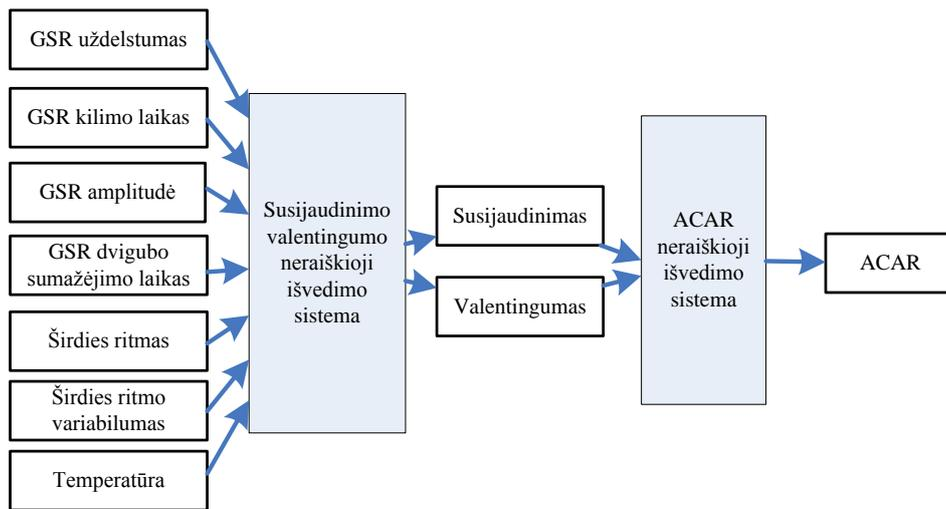 GSR uždelstumas
GSR kilimo laikas
GSR amplitudė
GSR dvigubo
sumažėjimo laikas
Širdies ritmas
Širdies ritmo
variabilumas
Temperatūra
Susijaudinimo
valentingumo
neraiškioji
išvedimo
sistema
Susijaudinimas
Valentingumas
ACAR
neraiškioji
išvedimo
sistema
ACAR